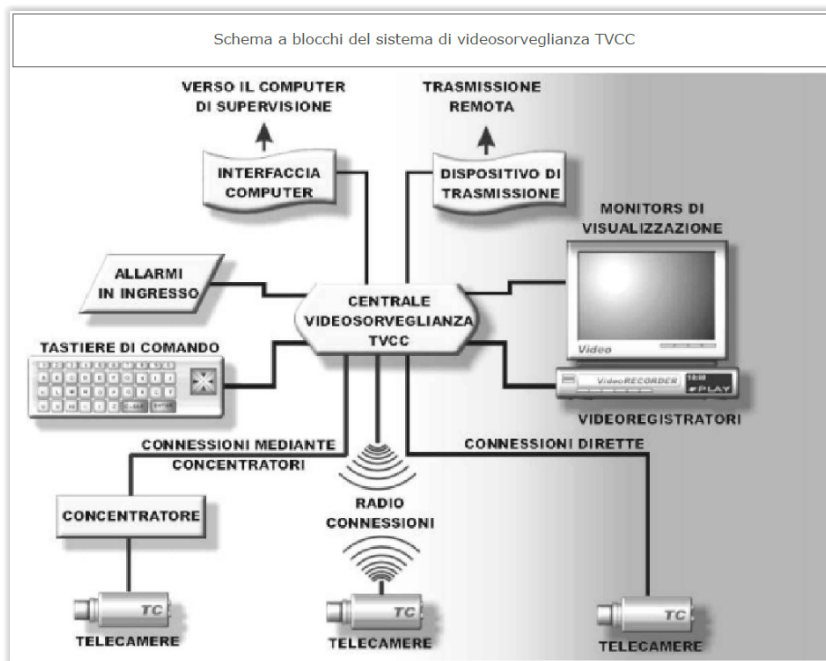 Schema a blocchi del sistema di videosorveglianza TVCC
VERSO IL COMPUTER
DI SUPERVISIONE
TRASMISSIONE
REMOTA
INTERFACCIA
COMPUTER
DISPOSITIVO DI
TRASMISSIONE
MONITORS DI
VISUALIZZAZIONE
ALLARMI
IN INGRESSO
CENTRALE
VIDEOSORVEGLIANZA
TVCC
Video
TASTIERE DI COMANDO
VideoRECORDER
PLAY
VIDEOREGISTRATORI
CONNESSIONI MEDIANTE
CONCENTRATORI
CONNESSIONI DIRETTE
RADIO
CONNESSIONI
CONCENTRATORE
TC
TC
TC
TELECAMERE
TELECAMERE
TELECAMERE